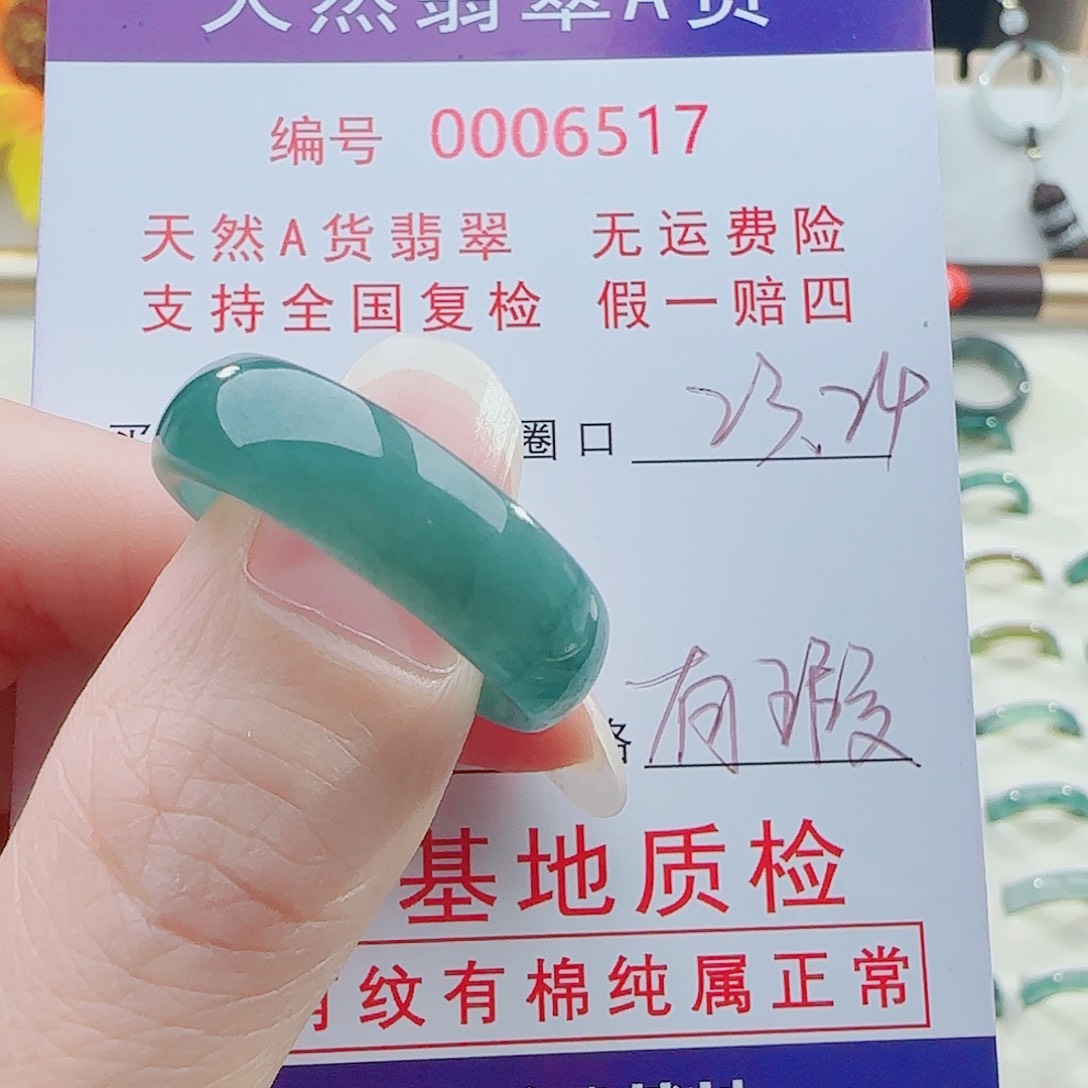 天然翡翠A货
编号 0006517
天然A货翡翠 无运费险
支持全国复检 假一赔四
买 圈口 23.24
有瑕
基地质检
有纹有棉纯属正常